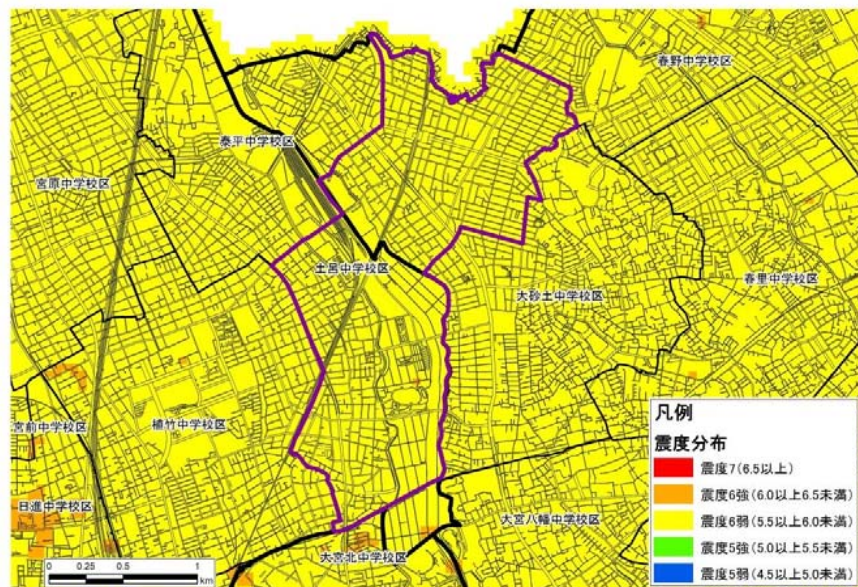 春野中学校区
泰平中学校区
宮原中学校区
土呂中学校区
春里中学校区
大砂土中学校区
宮前中学校区
植竹中学校区
日進中学校区
大宮八幡中学校区
大宮北中学校区
凡例
震度分布
震度7(6.5以上)
震度6強(6.0以上6.5未満)
震度6弱(5.5以上6.0未満)
震度5強(5.0以上5.5未満)
震度5弱(4.5以上5.0未満)
0 0.25 0.5 1
km